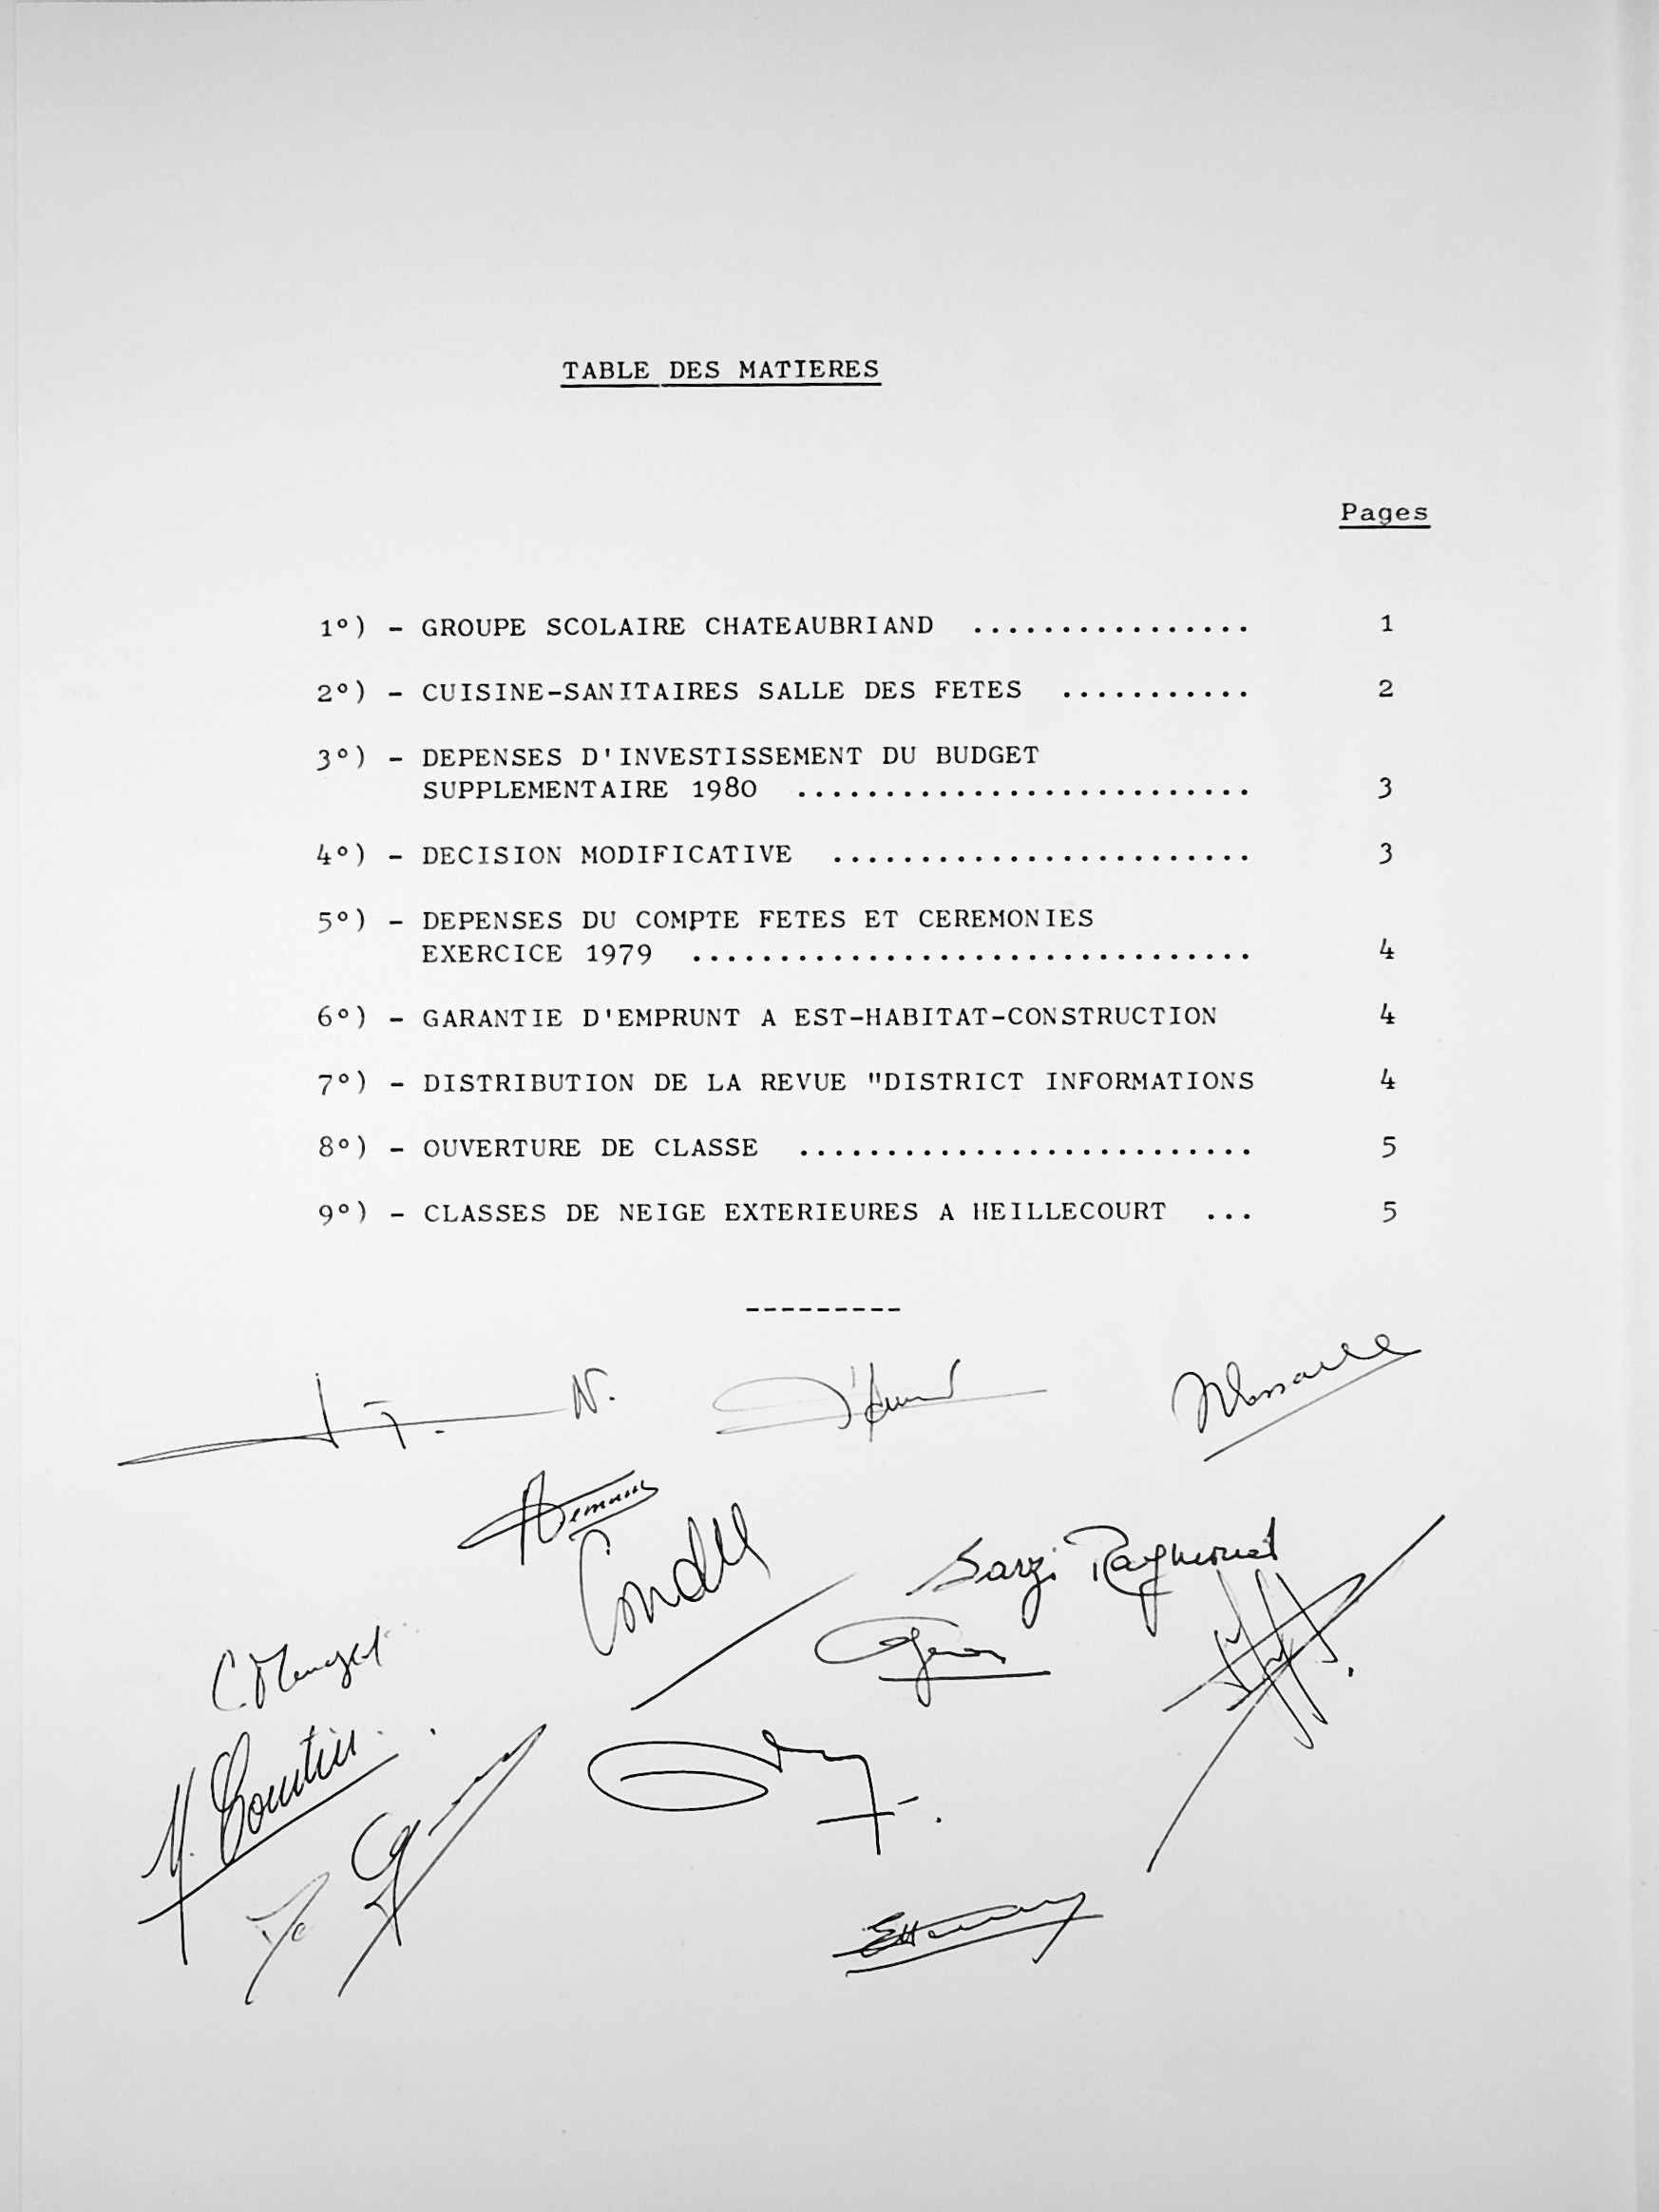 TABLE DES MATIERES
Pages
1°) - GROUPE SCOLAIRE CHATEAUBRIAND ................ 1
2°) - CUISINE-SANITAIRES SALLE DES FETES ........... 2
3°) - DEPENSES D'INVESTISSEMENT DU BUDGET
SUPPLEMENTAIRE 1980 .......................... 3
4°) - DECISION MODIFICATIVE ........................ 3
5°) - DEPENSES DU COMPTE FETES ET CEREMONIES
EXERCICE 1979 ................................ 4
6°) - GARANTIE D'EMPRUNT A EST-HABITAT-CONSTRUCTION 4
7°) - DISTRIBUTION DE LA REVUE "DISTRICT INFORMATIONS 4
8°) - OUVERTURE DE CLASSE .......................... 5
9°) - CLASSES DE NEIGE EXTERIEURES A HEILLECOURT ... 5
---------
Sarzi Raymond